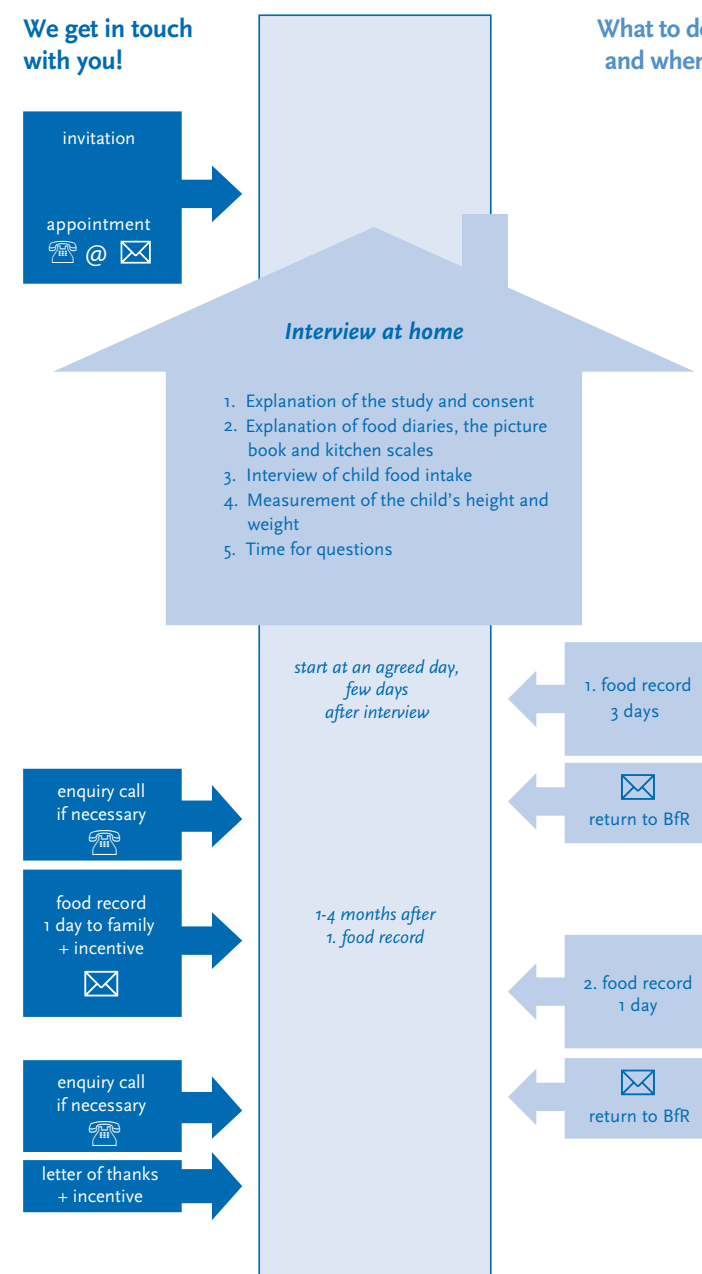 We get in touch
with you!
What to do
and wher
invitation
appointment
@
Interview at home
1. Explanation of the study and consent
2. Explanation of food diaries, the picture
book and kitchen scales
3. Interview of child food intake
4. Measurement of the child's height and
weight
5. Time for questions
start at an agreed day,
few days
after interview
1. food record
3 days
enquiry call
if necessary
return to BfR
food record
1 day to family
+ incentive
1-4 months after
1. food record
2. food record
1 day
enquiry call
if necessary
return to BfR
letter of thanks
+ incentive